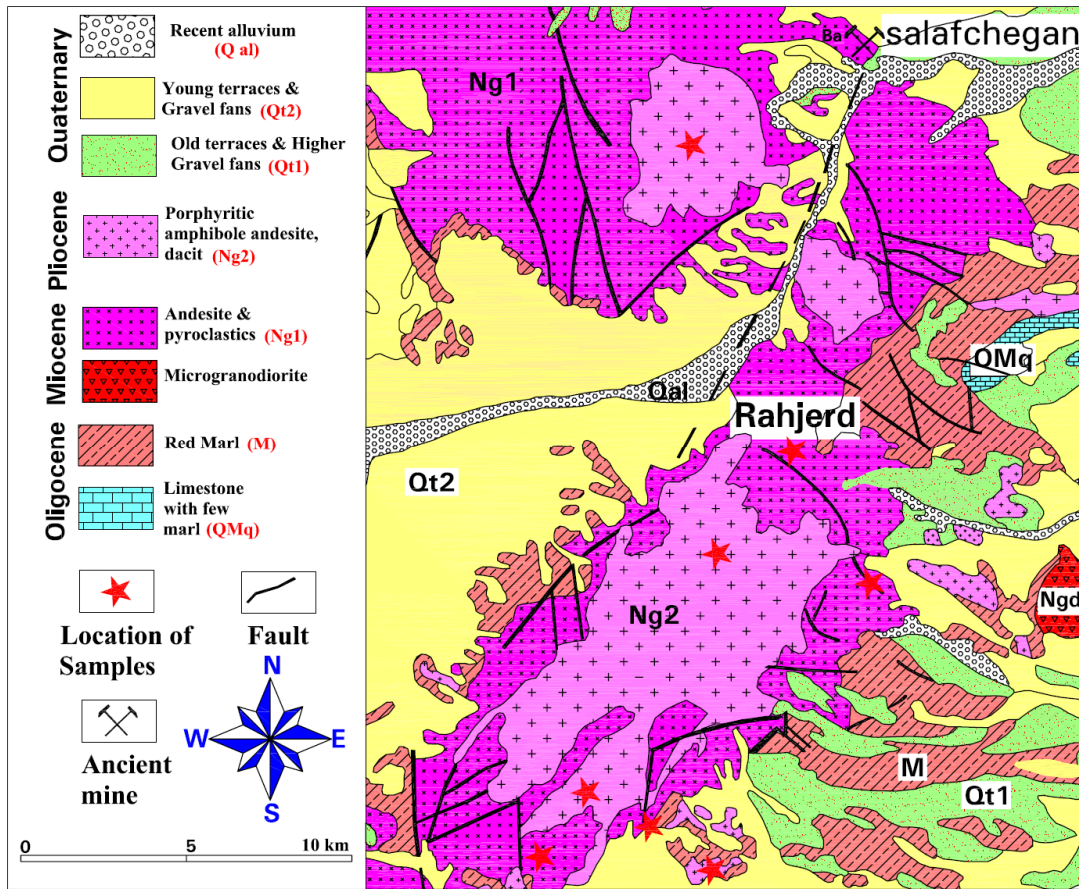 Quaternary
Recent alluvium
(Q al)
Young terraces &
Gravel fans (Qt2)
Old terraces & Higher
Gravel fans (Qt1)
Pliocene
Porphyritic
amphibole andesite,
dacit (Ng2)
Miocene
Andesite &
pyroclastics (Ng1)
Microgranodiorite
Oligocene
Red Marl (M)
Limestone
with few
marl (QMq)
Location of
Samples
Fault
Ancient
mine
N
W
E
S
0
5
10 km
Ba
salafchegan
Ng1
QMq
Qal
Rahjerd
Qt2
Ng2
Ngd
M
Qt1